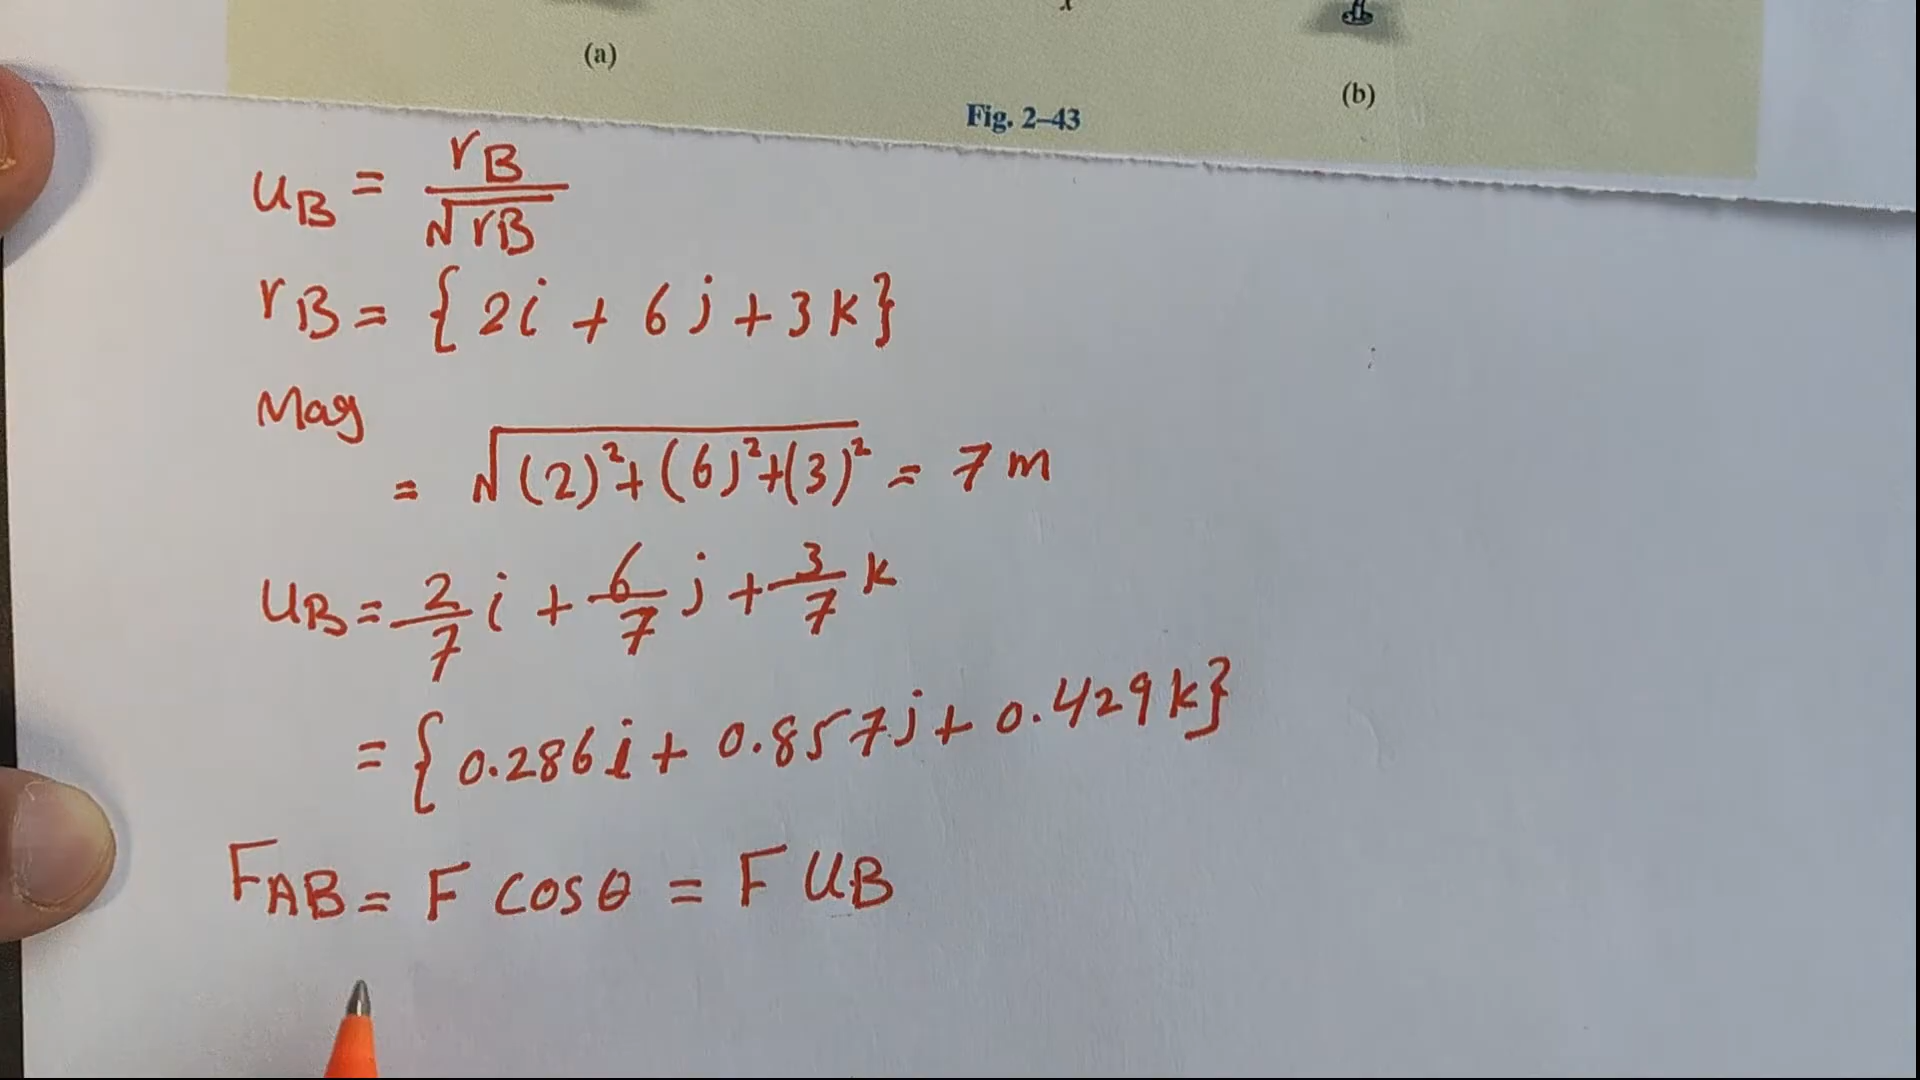 (a)
(b)
Fig. 2–43
uB = rB / √rB
rB = {2i + 6j + 3k}
Mag
= √(2)²+(6)²+(3)² = 7 m
uB = 2/7 i + 6/7 j + 3/7 k
= {0.286i + 0.857j + 0.429k}
FAB = F cosθ = F UB